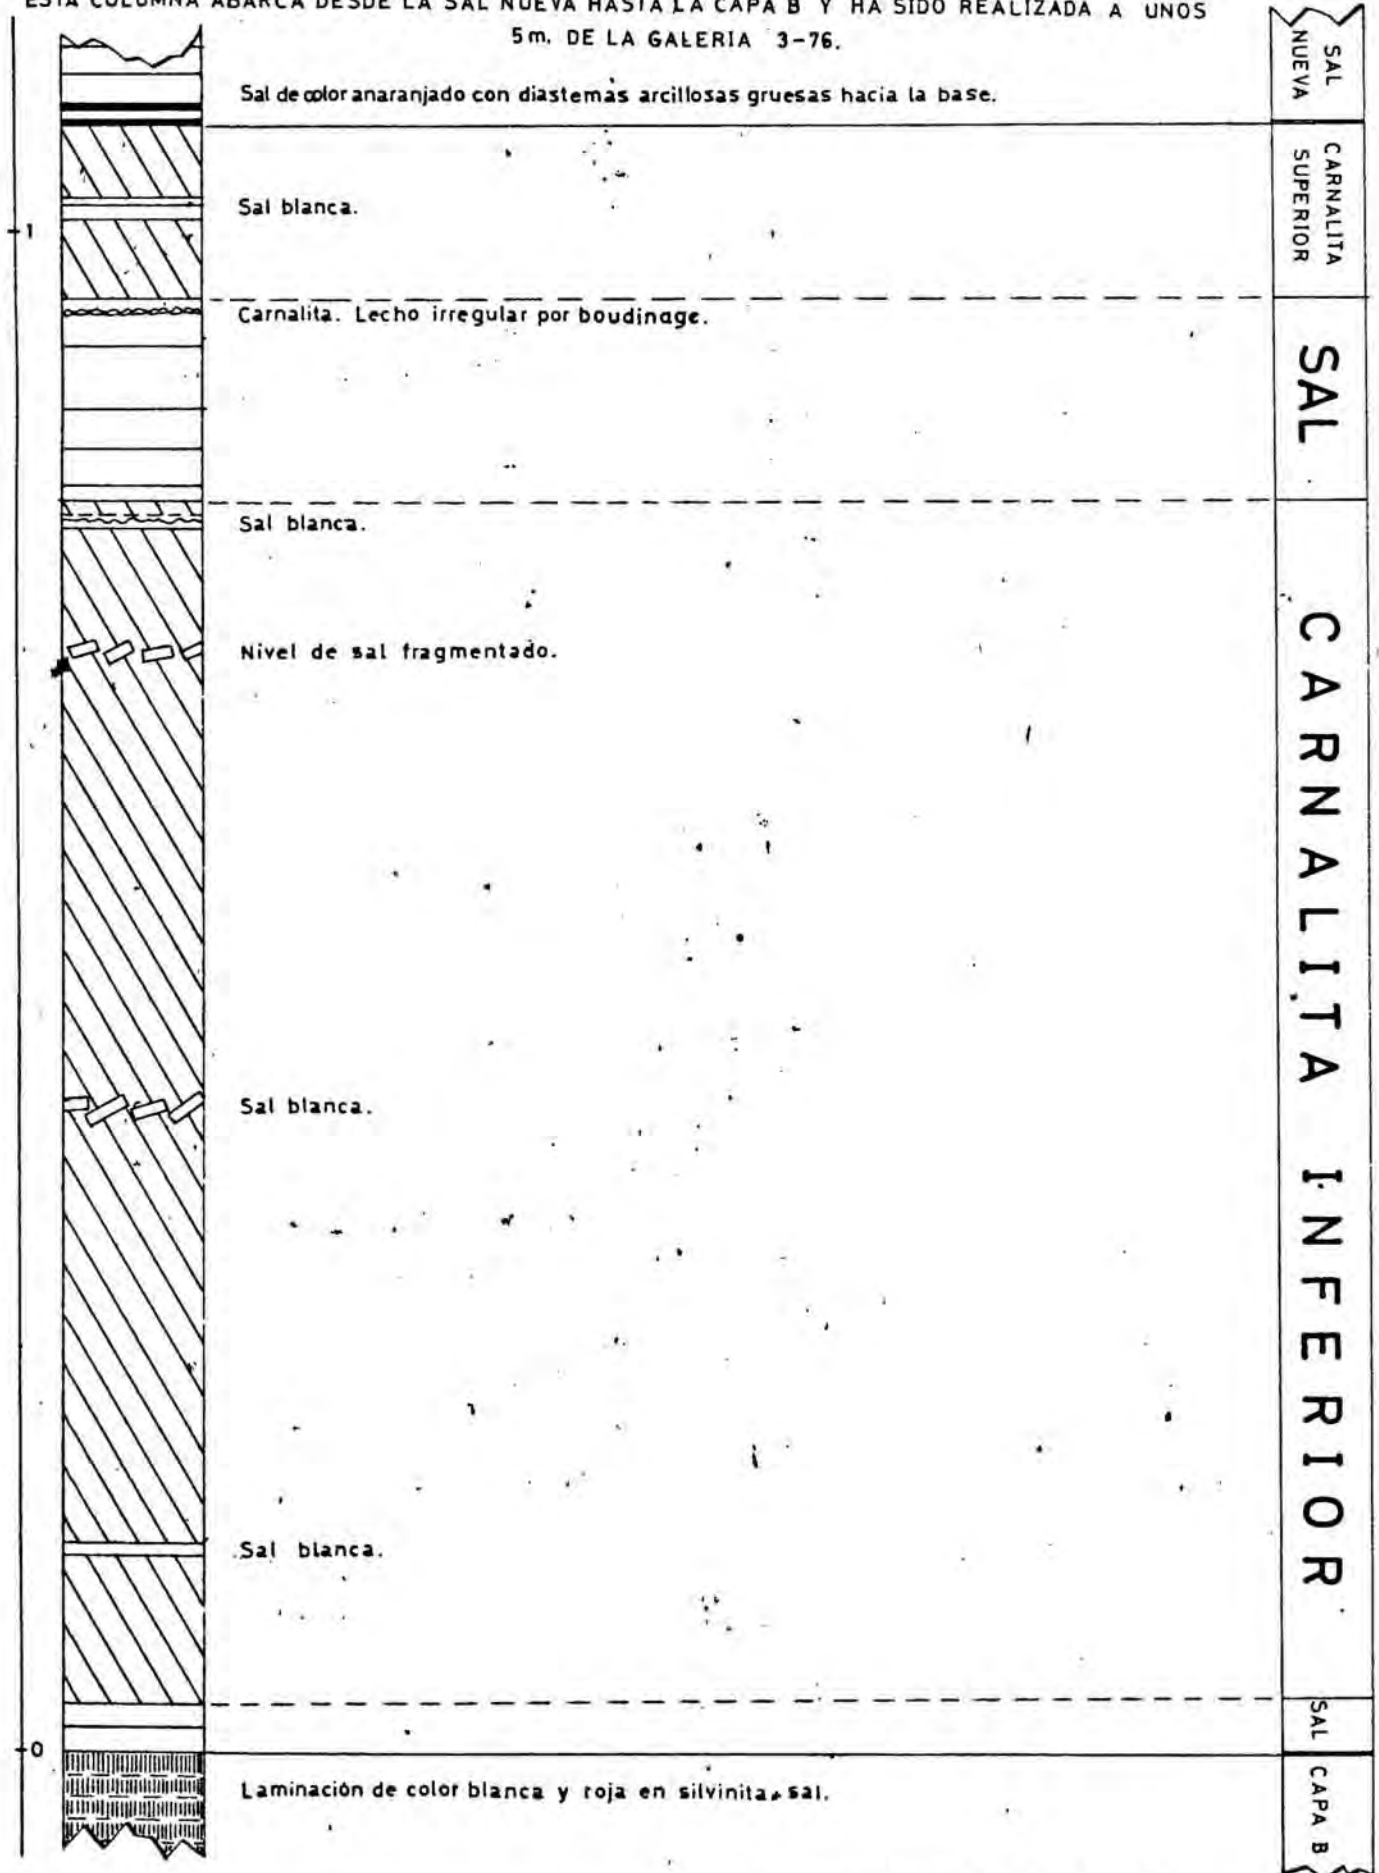 ESTA COLUMNA ABARCA DESDE LA SAL NUEVA HASTA LA CAPA B Y HA SIDO REALIZADA A UNOS
5m. DE LA GALERIA 3-76.
SAL
NUEVA
Sal de color anaranjado con diastemas arcillosas gruesas hacia la base.
CARNALITA
SUPERIOR
Sal blanca.
1
Carnalita. Lecho irregular por boudinage.
SAL
Sal blanca.
CARNALITA INFERIOR
Nivel de sal fragmentado.
Sal blanca.
Sal blanca.
SAL
0
Laminación de color blanca y roja en silvinita + sal.
CAPA B